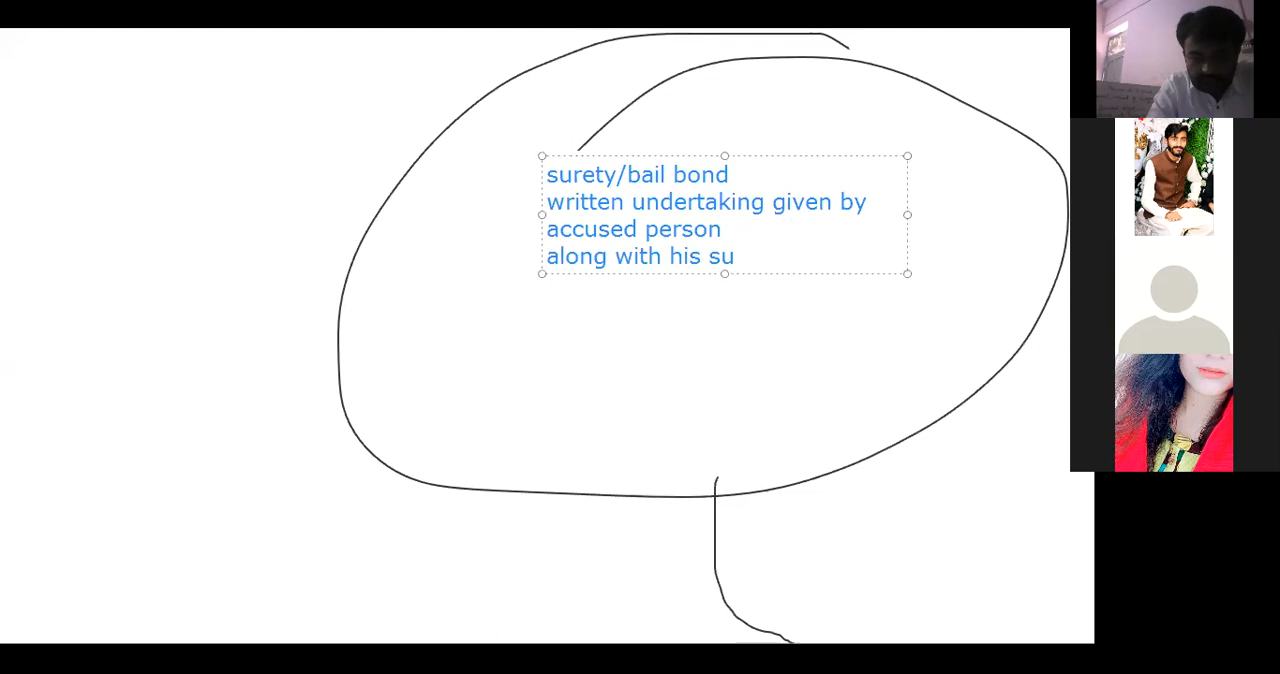 surety/bail bond
written undertaking given by
accused person
along with his su